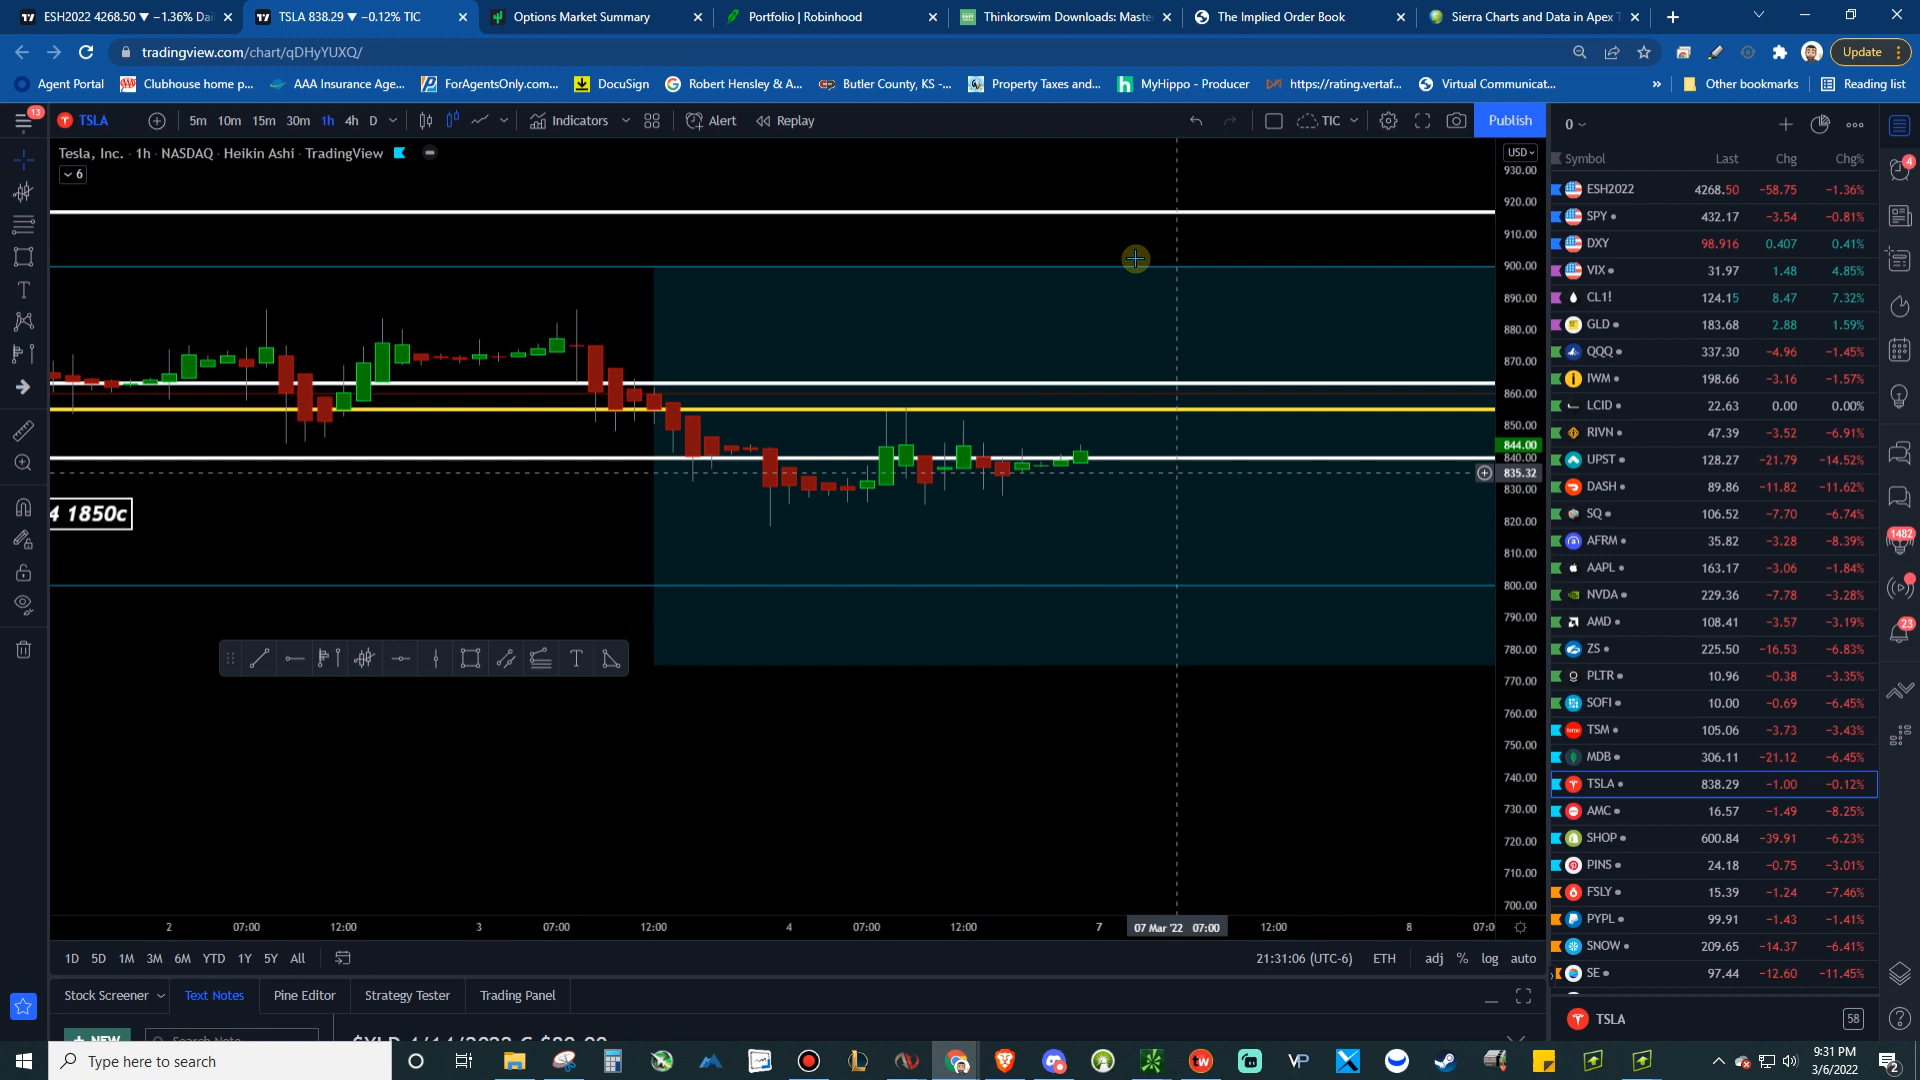 ESH2022 4268.50 ▼ −1.36% Dai
TSLA 838.29 ▼ −0.12% TIC
Options Market Summary
Portfolio | Robinhood
Thinkorswim Downloads: Maste
The Implied Order Book
Sierra Charts and Data in Apex T
tradingview.com/chart/qDHyYUXQ/
Update
Agent Portal
Clubhouse home p...
AAA Insurance Age...
ForAgentsOnly.com...
DocuSign
Robert Hensley & A...
Butler County, KS -...
Property Taxes and...
MyHippo - Producer
https://rating.vertaf...
Virtual Communicat...
Other bookmarks
Reading list
13
TSLA
5m 10m 15m 30m 1h 4h D
Indicators
Alert
Replay
TIC
Publish
0
Tesla, Inc. · 1h · NASDAQ · Heikin Ashi · TradingView
6
USD
930.00
920.00
910.00
900.00
890.00
880.00
870.00
860.00
850.00
844.00
840.00
835.32
830.00
820.00
810.00
800.00
790.00
780.00
770.00
760.00
750.00
740.00
730.00
720.00
710.00
700.00
4 1850c
2 07:00 12:00 3 07:00 12:00 4 07:00 12:00 7 07 Mar '22 07:00 12:00 8 07:0
1D 5D 1M 3M 6M YTD 1Y 5Y All
21:31:06 (UTC-6) ETH adj % log auto
Stock Screener
Text Notes
Pine Editor
Strategy Tester
Trading Panel
+ NEW
Search Note
$XLP 4/14/2022 C $80.00
Symbol Last Chg Chg%
ESH2022 4268.50 −58.75 −1.36%
SPY 432.17 −3.54 −0.81%
DXY 98.916 0.407 0.41%
VIX 31.97 1.48 4.85%
CL1! 124.15 8.47 7.32%
GLD 183.68 2.88 1.59%
QQQ 337.30 −4.96 −1.45%
IWM 198.66 −3.16 −1.57%
LCID 22.63 0.00 0.00%
RIVN 47.39 −3.52 −6.91%
UPST 128.27 −21.79 −14.52%
DASH 89.86 −11.82 −11.62%
SQ 106.52 −7.70 −6.74%
AFRM 35.82 −3.28 −8.39%
AAPL 163.17 −3.06 −1.84%
NVDA 229.36 −7.78 −3.28%
AMD 108.41 −3.57 −3.19%
ZS 225.50 −16.53 −6.83%
PLTR 10.96 −0.38 −3.35%
SOFI 10.00 −0.69 −6.45%
TSM 105.06 −3.73 −3.43%
MDB 306.11 −21.12 −6.45%
TSLA 838.29 −1.00 −0.12%
AMC 16.57 −1.49 −8.25%
SHOP 600.84 −39.91 −6.23%
PINS 24.18 −0.75 −3.01%
FSLY 15.39 −1.24 −7.46%
PYPL 99.91 −1.43 −1.41%
SNOW 209.65 −14.37 −6.41%
SE 97.44 −12.60 −11.45%
TSLA
58
4
1482
23
Type here to search
VP
9:31 PM
3/6/2022
2